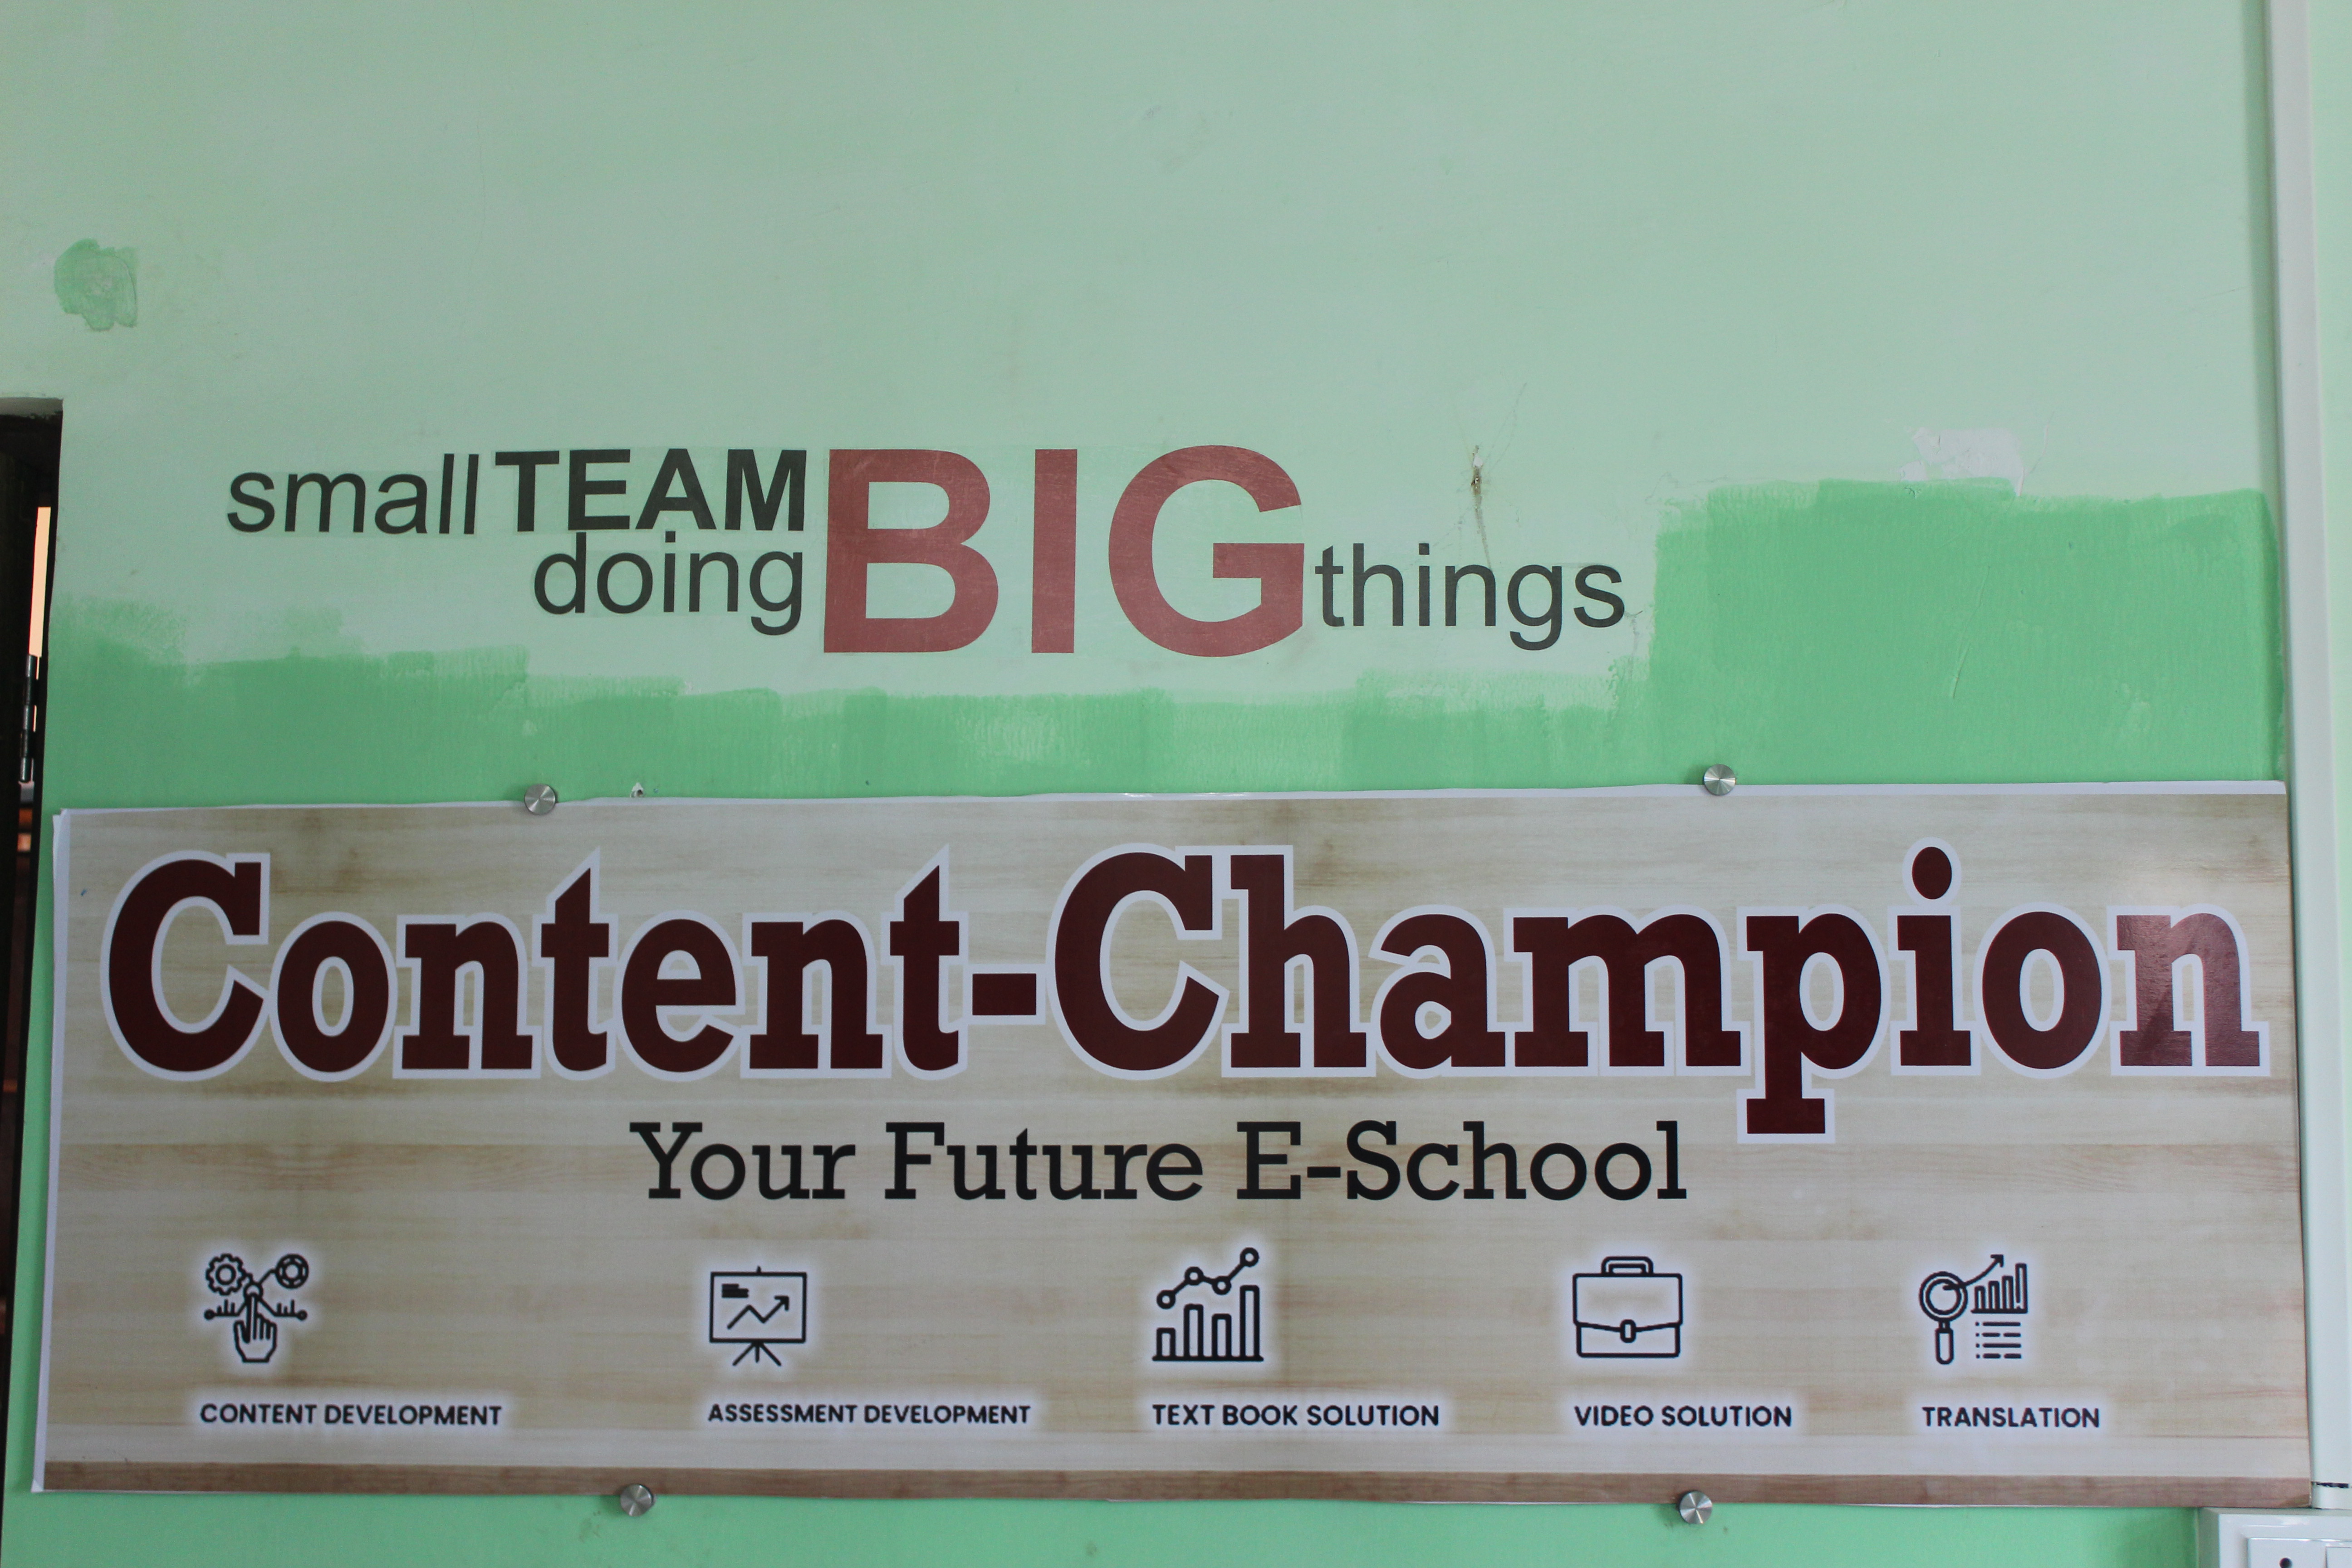 small TEAM
doing BIG things
Content-Champion
Your Future E-School
CONTENT DEVELOPMENT
ASSESSMENT DEVELOPMENT
TEXT BOOK SOLUTION
VIDEO SOLUTION
TRANSLATION